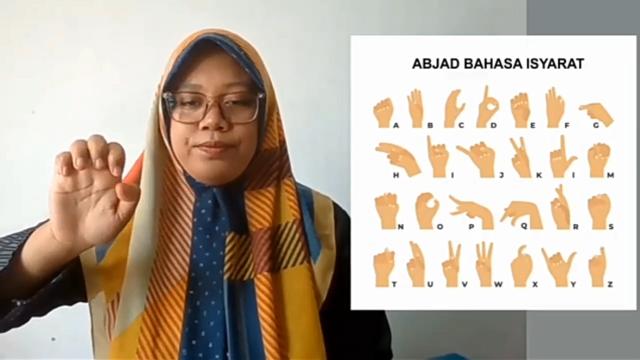 ABJAD BAHASA ISYARAT
A B C D E F G
H I J K I M
N O P Q R S
T U V W X Y Z